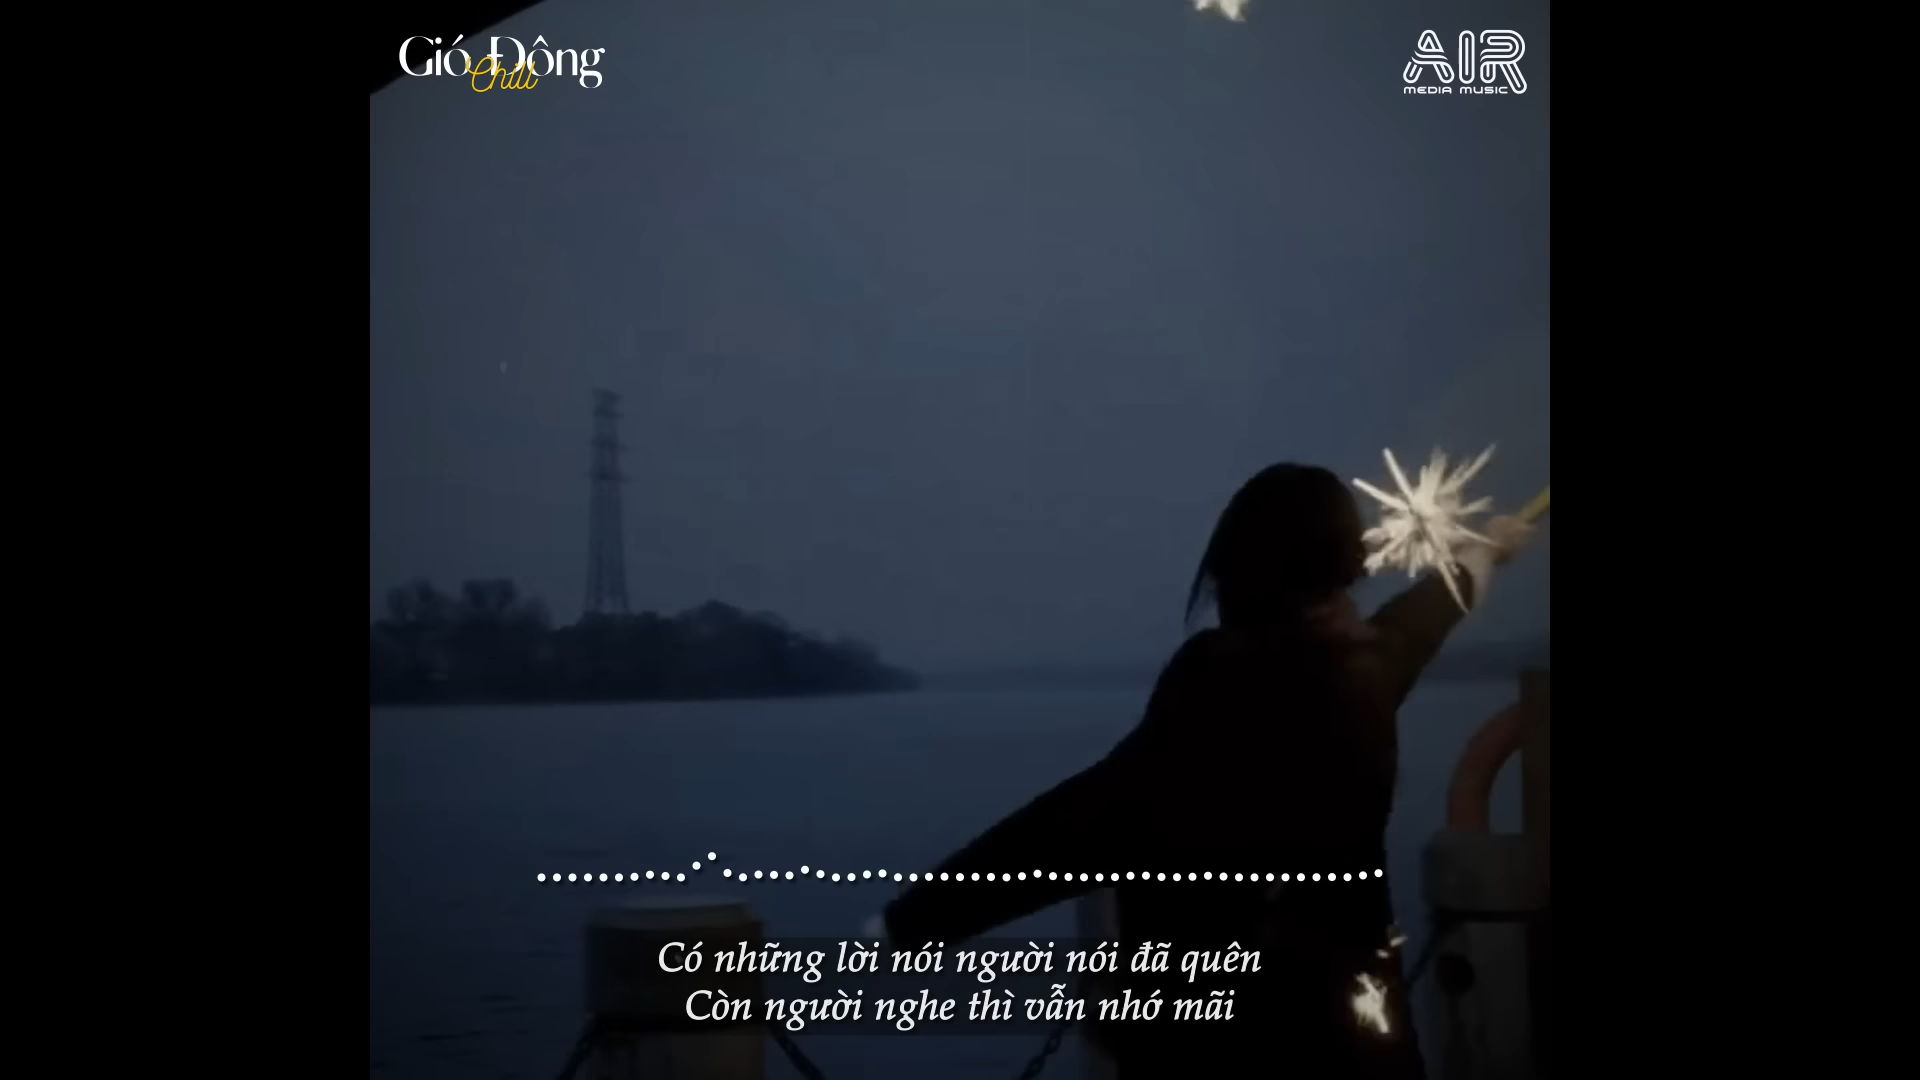 Gió Đông
Chill
AIR
MEDIA MUSIC
Có những lời nói người nói đã quên
Còn người nghe thì vẫn nhớ mãi